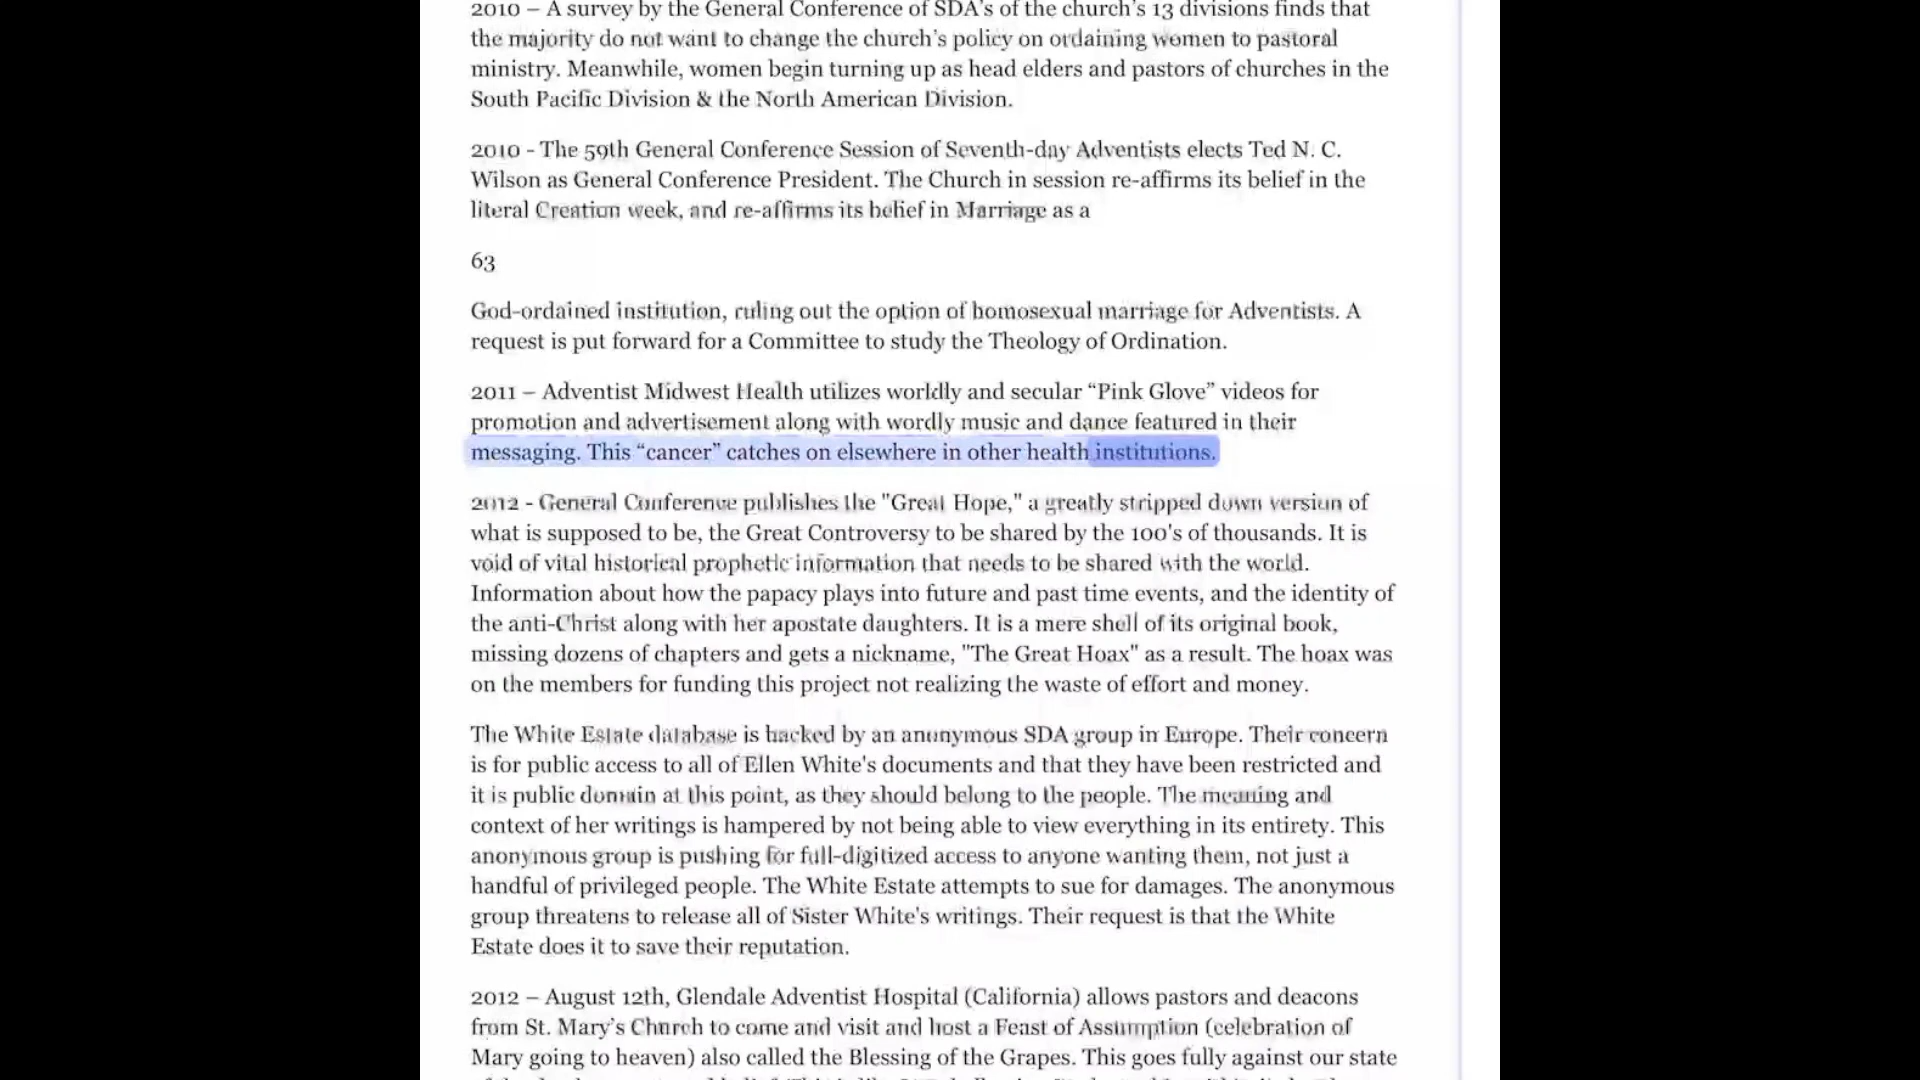 2010 – A survey by the General Conference of SDA's of the church's 13 divisions finds that
the majority do not want to change the church's policy on ordaining women to pastoral
ministry. Meanwhile, women begin turning up as head elders and pastors of churches in the
South Pacific Division & the North American Division.
2010 - The 59th General Conference Session of Seventh-day Adventists elects Ted N. C.
Wilson as General Conference President. The Church in session re-affirms its belief in the
literal Creation week, and re-affirms its belief in Marriage as a
63
God-ordained institution, ruling out the option of homosexual marriage for Adventists. A
request is put forward for a Committee to study the Theology of Ordination.
2011 – Adventist Midwest Health utilizes worldly and secular “Pink Glove” videos for
promotion and advertisement along with wordly music and dance featured in their
messaging. This “cancer” catches on elsewhere in other health institutions.
2012 - General Conference publishes the "Great Hope," a greatly stripped down version of
what is supposed to be, the Great Controversy to be shared by the 100's of thousands. It is
void of vital historical prophetic information that needs to be shared with the world.
Information about how the papacy plays into future and past time events, and the identity of
the anti-Christ along with her apostate daughters. It is a mere shell of its original book,
missing dozens of chapters and gets a nickname, "The Great Hoax" as a result. The hoax was
on the members for funding this project not realizing the waste of effort and money.
The White Estate database is hacked by an anonymous SDA group in Europe. Their concern
is for public access to all of Ellen White's documents and that they have been restricted and
it is public domain at this point, as they should belong to the people. The meaning and
context of her writings is hampered by not being able to view everything in its entirety. This
anonymous group is pushing for full-digitized access to anyone wanting them, not just a
handful of privileged people. The White Estate attempts to sue for damages. The anonymous
group threatens to release all of Sister White's writings. Their request is that the White
Estate does it to save their reputation.
2012 – August 12th, Glendale Adventist Hospital (California) allows pastors and deacons
from St. Mary's Church to come and visit and host a Feast of Assumption (celebration of
Mary going to heaven) also called the Blessing of the Grapes. This goes fully against our state